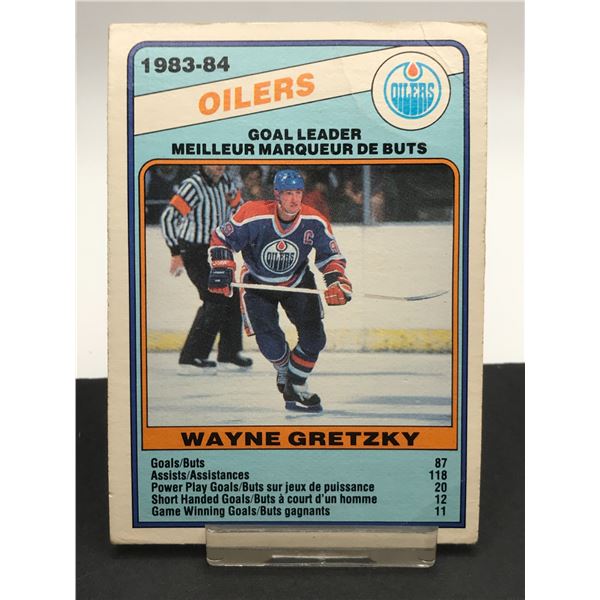 1983-84
OILERS
OILERS
GOAL LEADER
MEILLEUR MARQUEUR DE BUTS
C
OILERS
WAYNE GRETZKY
Goals/Buts 87
Assists/Assistances 118
Power Play Goals/Buts sur jeux de puissance 20
Short Handed Goals/Buts à court d'un homme 12
Game Winning Goals/Buts gagnants 11